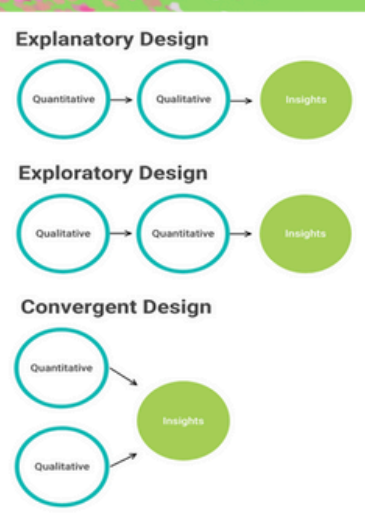 Explanatory Design
Quantitative
Qualitative
Insights
Exploratory Design
Qualitative
Quantitative
Insights
Convergent Design
Quantitative
Insights
Qualitative